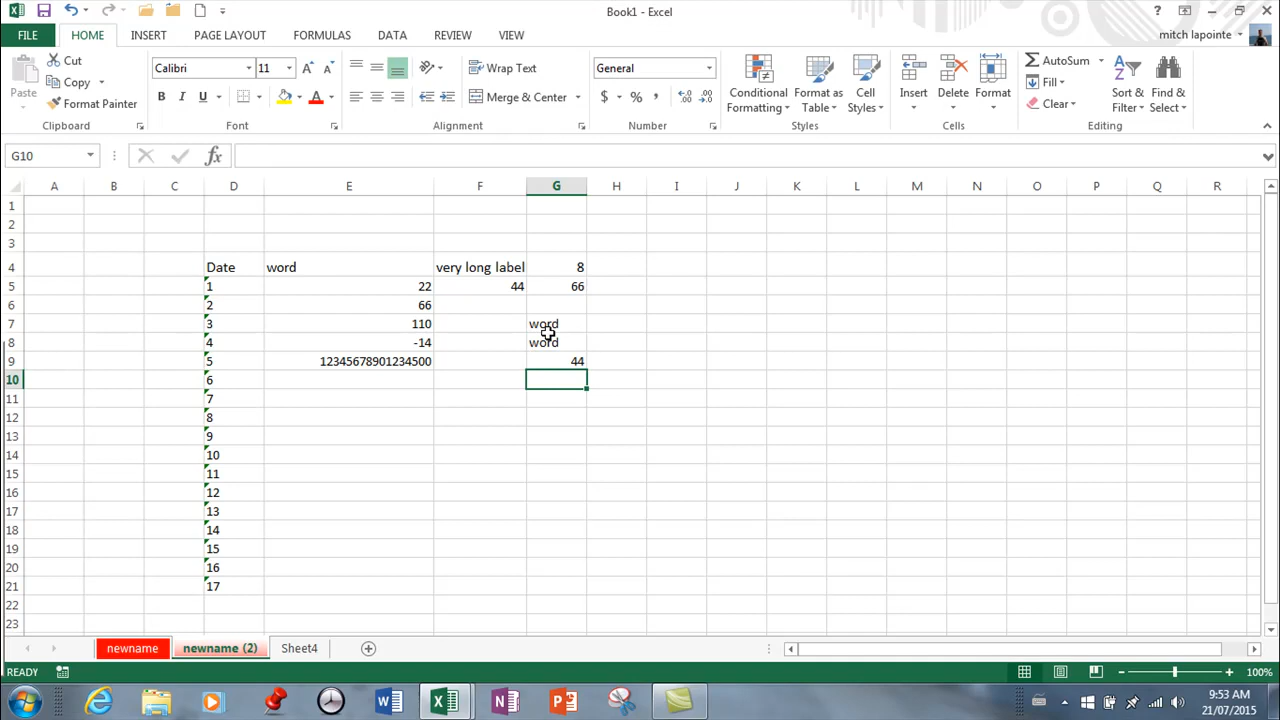 Book1 - Excel
FILE HOME INSERT PAGE LAYOUT FORMULAS DATA REVIEW VIEW mitch lapointe
Cut
Copy
Format Painter
Paste
Clipboard
Calibri 11
B I U
Font
Wrap Text
Merge & Center
Alignment
General
$ % ,
Number
Conditional Formatting
Format as Table
Cell Styles
Styles
Insert Delete Format
Cells
AutoSum
Fill
Clear
Sort & Filter
Find & Select
Editing
G10 fx
A B C D E F G H I J K L M N O P Q R
1
2
3
4 Date word very long label 8
5 1 22 44 66
6 2 66
7 3 110 word
8 4 -14 word
9 5 12345678901234500 44
10 6
11 7
12 8
13 9
14 10
15 11
16 12
17 13
18 14
19 15
20 16
21 17
22
23
newname newname (2) Sheet4
READY 100%
9:53 AM
21/07/2015